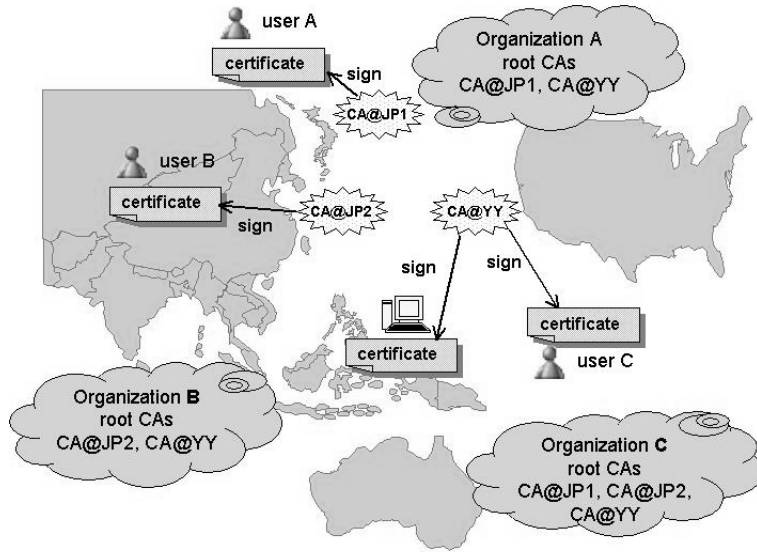 user A
certificate
sign
CA@JP1
Organization A
root CAs
CA@JP1, CA@YY
user B
certificate
sign
CA@JP2
CA@YY
sign
sign
certificate
certificate
user C
Organization B
root CAs
CA@JP2, CA@YY
Organization C
root CAs
CA@JP1, CA@JP2,
CA@YY